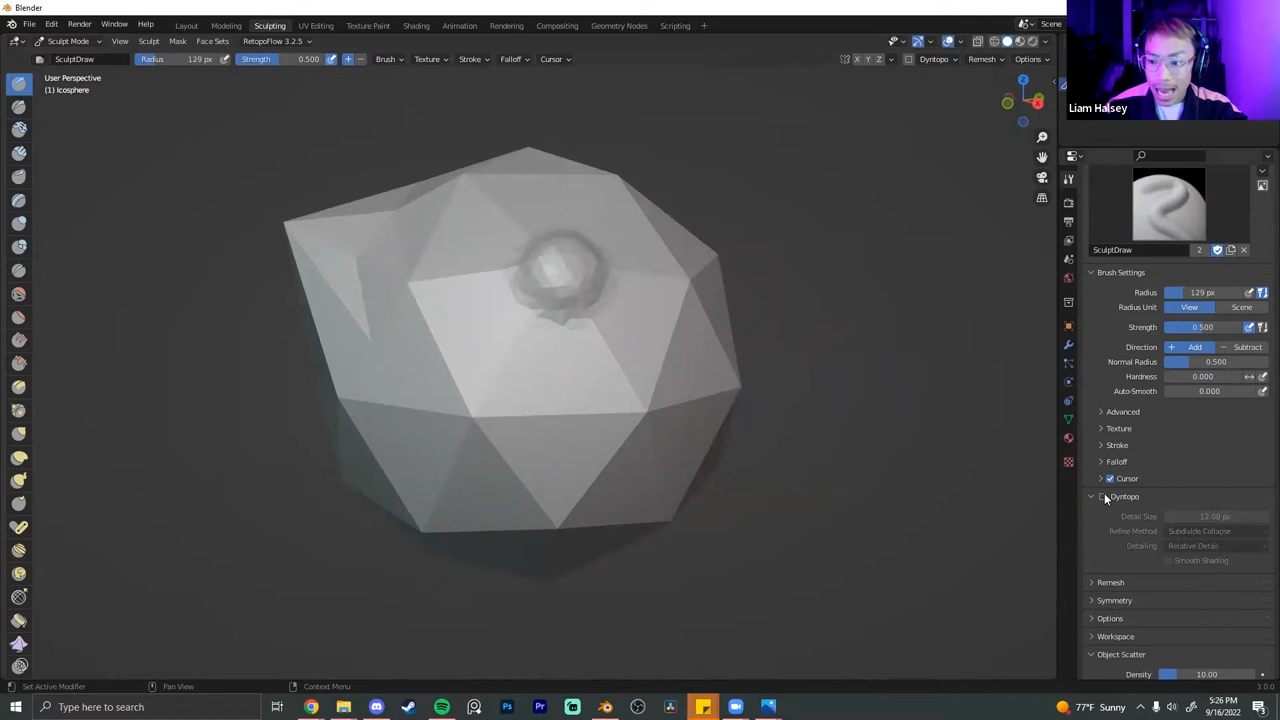 Blender
File Edit Render Window Help
Layout Modeling Sculpting UV Editing Texture Paint Shading Animation Rendering Compositing Geometry Nodes Scripting +
Scene
Sculpt Mode View Sculpt Mask Face Sets RetopoFlow 3.2.5
SculptDraw Radius 129 px Strength 0.500 + − Brush Texture Stroke Falloff Cursor X Y Z Dyntopo Remesh Options
User Perspective
(1) Icosphere
Z
X
Liam Halsey
SculptDraw 2
Brush Settings
Radius 129 px
Radius Unit View Scene
Strength 0.500
Direction + Add − Subtract
Normal Radius 0.500
Hardness 0.000
Auto-Smooth 0.000
Advanced
Texture
Stroke
Falloff
Cursor
Dyntopo
Detail Size 12.00 px
Refine Method Subdivide Collapse
Detailing Relative Detail
Smooth Shading
Remesh
Symmetry
Options
Workspace
Object Scatter
Density 10.00
Set Active Modifier Pan View Context Menu 3.0.0
Type here to search
Ps Pr
77°F Sunny
5:26 PM
9/16/2022